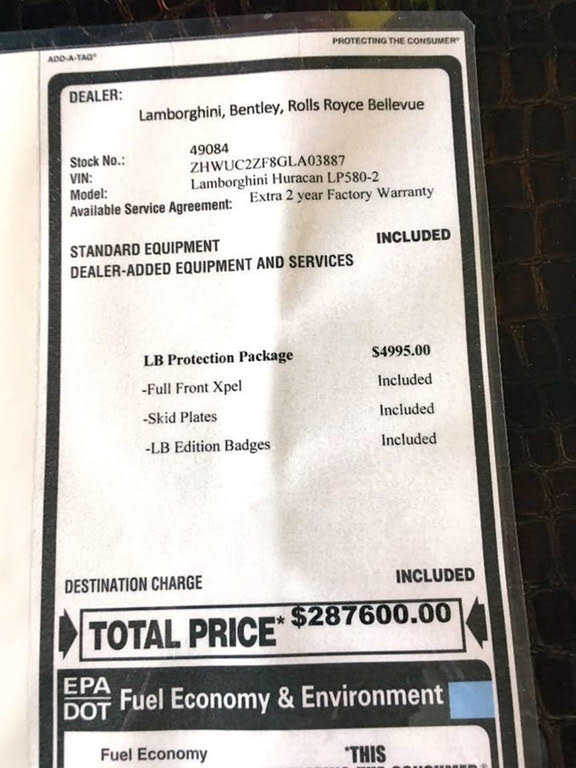 PROTECTING THE CONSUMER®
ADD-A-TAG®
DEALER:
Lamborghini, Bentley, Rolls Royce Bellevue
Stock No.: 49084
VIN: ZHWUC2ZF8GLA03887
Model: Lamborghini Huracan LP580-2
Available Service Agreement: Extra 2 year Factory Warranty
STANDARD EQUIPMENT INCLUDED
DEALER-ADDED EQUIPMENT AND SERVICES
LB Protection Package $4995.00
-Full Front Xpel Included
-Skid Plates Included
-LB Edition Badges Included
DESTINATION CHARGE INCLUDED
TOTAL PRICE* $287600.00
EPA
DOT Fuel Economy & Environment
Fuel Economy *THIS